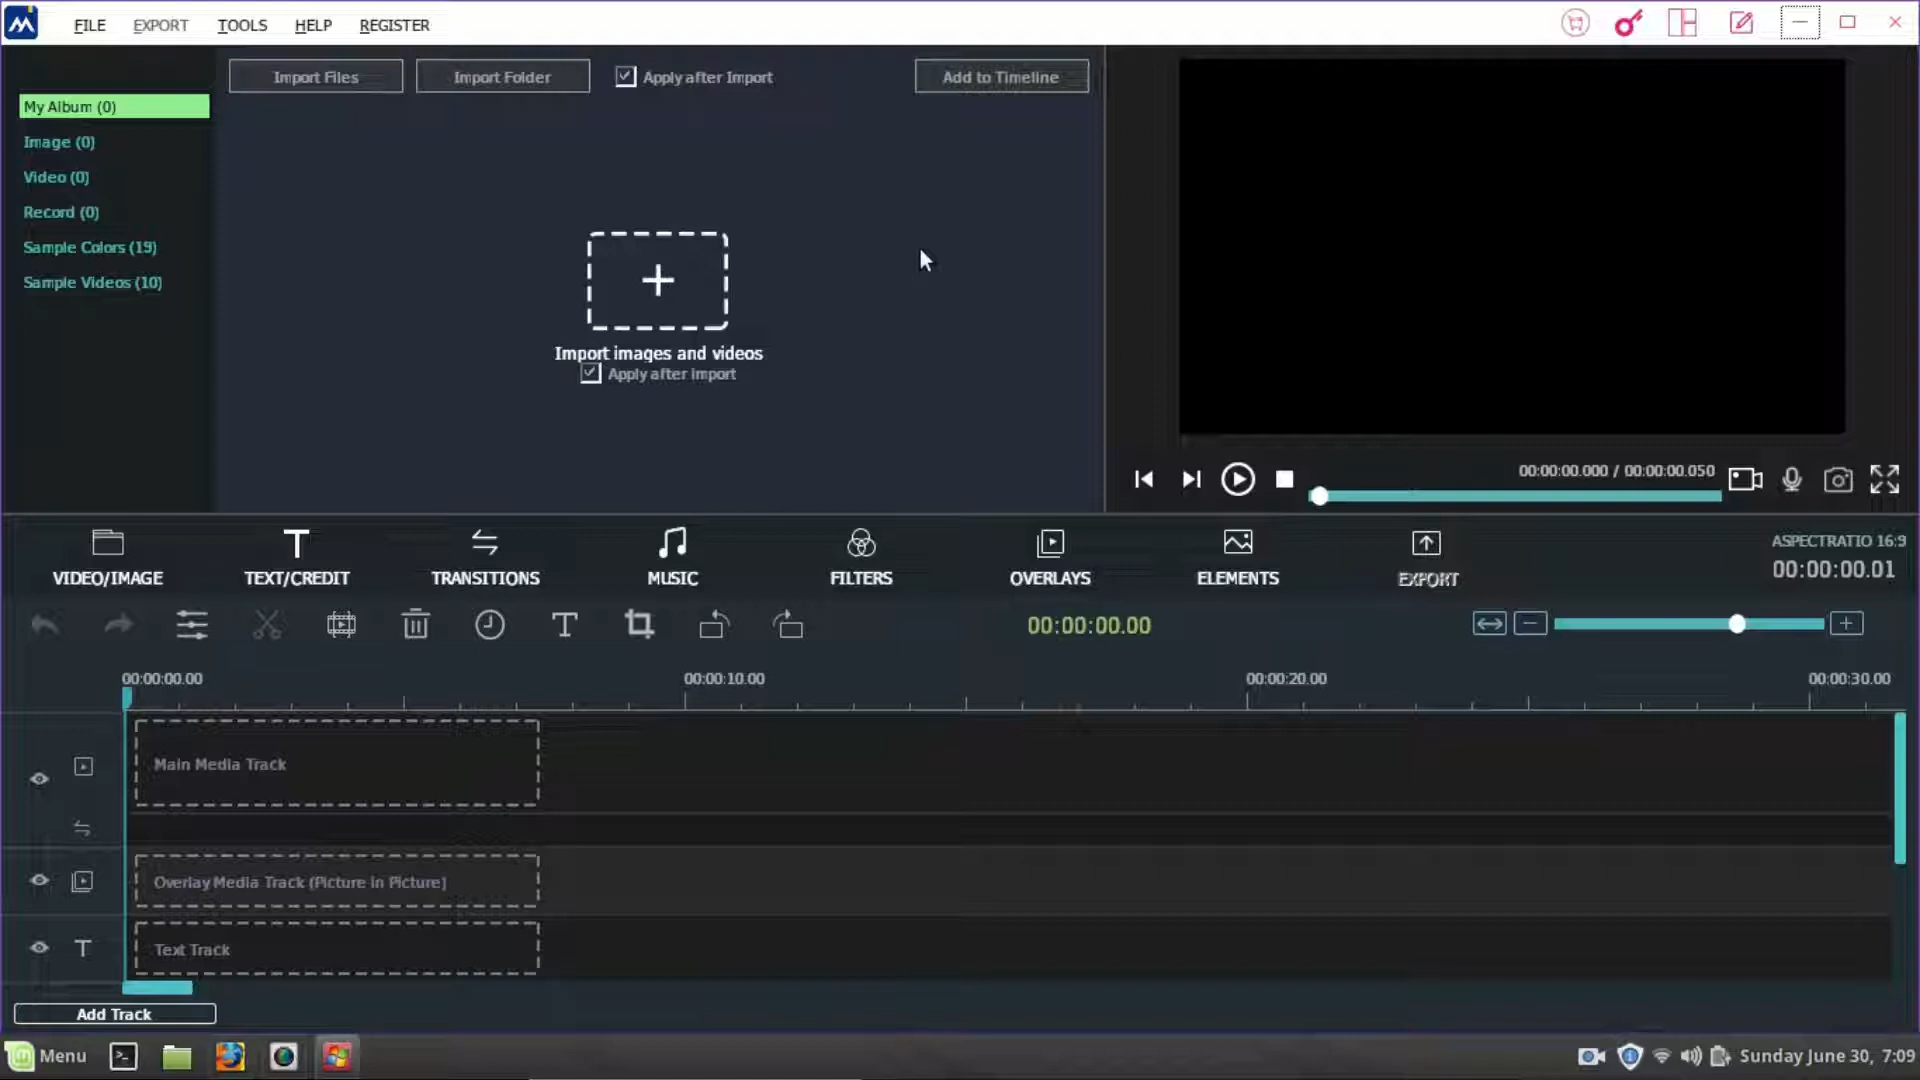 FILE EXPORT TOOLS HELP REGISTER
Import Files Import Folder Apply after Import Add to Timeline
My Album (0)
Image (0)
Video (0)
Record (0)
Sample Colors (19)
Sample Videos (10)
Import images and videos
Apply after Import
00:00:00.000 / 00:00:00.050
VIDEO/IMAGE TEXT/CREDIT TRANSITIONS MUSIC FILTERS OVERLAYS ELEMENTS EXPORT
ASPECTRATIO 16:9
00:00:00.01
00:00:00.00
00:00:00.00 00:00:10.00 00:00:20.00 00:00:30.00
Main Media Track
Overlay Media Track (Picture in Picture)
Text Track
Add Track
Menu Sunday June 30, 7:09